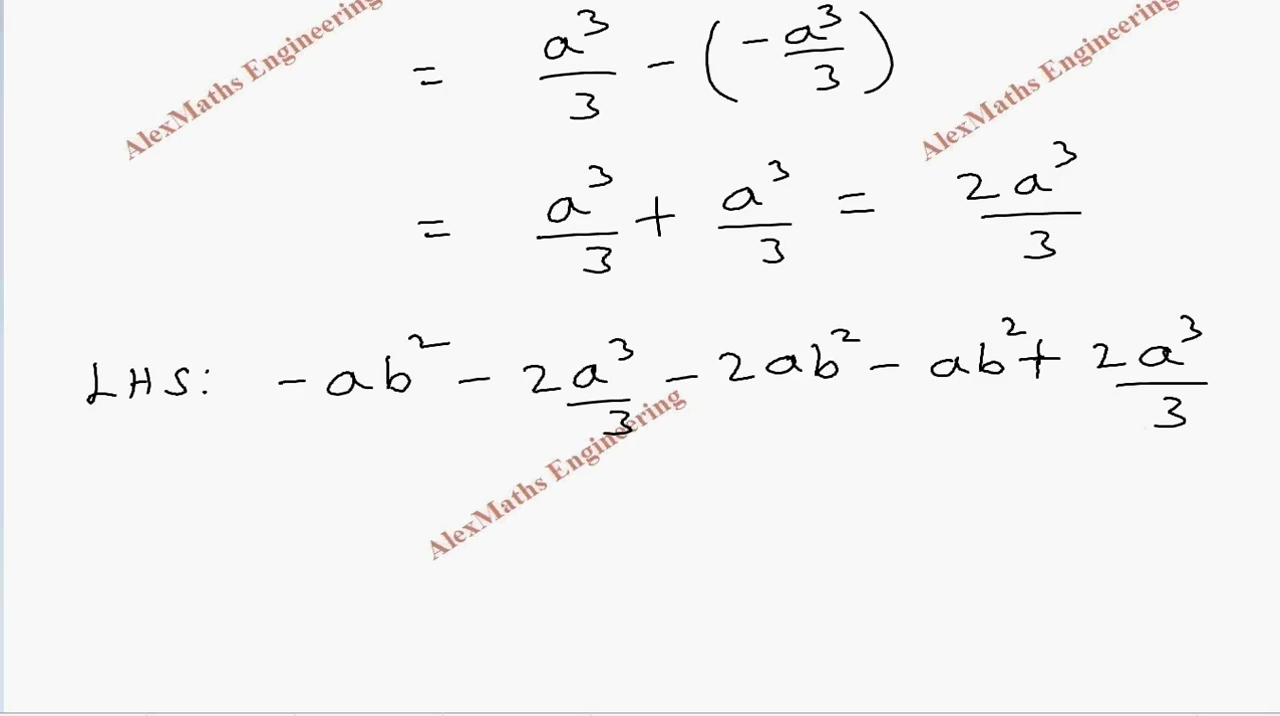 = a³/3 - (-a³/3)
AlexMaths Engineering
AlexMaths Engineering
= a³/3 + a³/3 = 2a³/3
LHS: -ab² - 2a³/3 - 2ab² - ab² + 2a³/3
AlexMaths Engineering